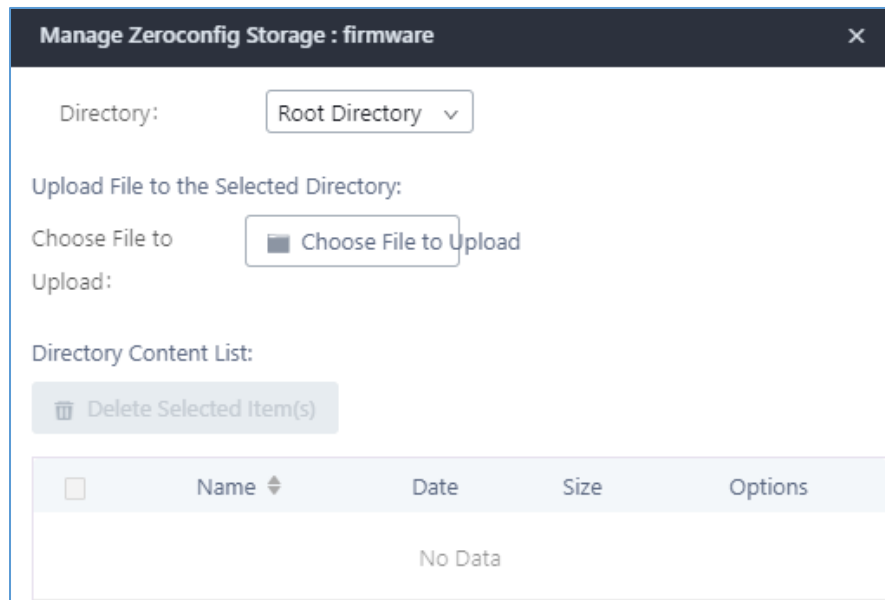 Manage Zeroconfig Storage : firmware
Directory: Root Directory
Upload File to the Selected Directory:
Choose File to Upload: Choose File to Upload
Directory Content List:
Delete Selected Item(s)
Name Date Size Options
No Data